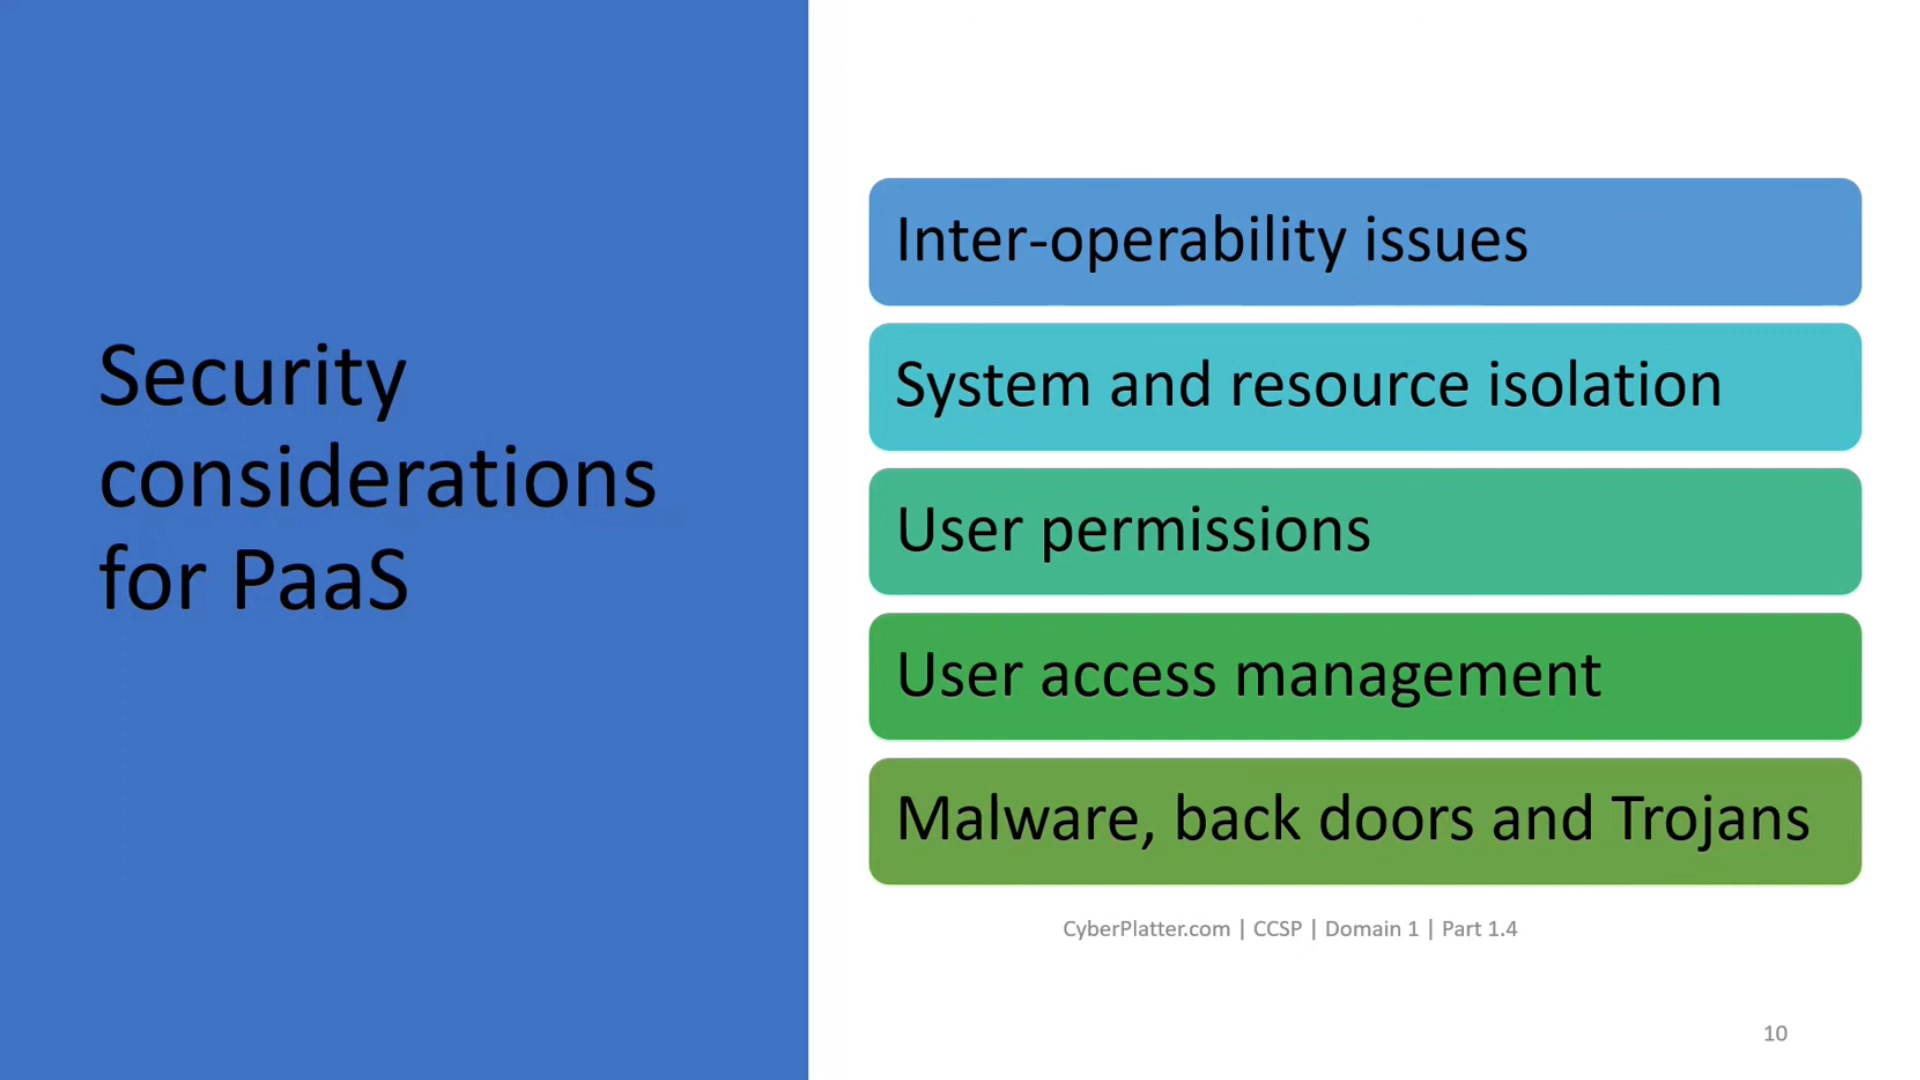 Security
considerations
for PaaS
Inter-operability issues
System and resource isolation
User permissions
User access management
Malware, back doors and Trojans
CyberPlatter.com | CCSP | Domain 1 | Part 1.4
10